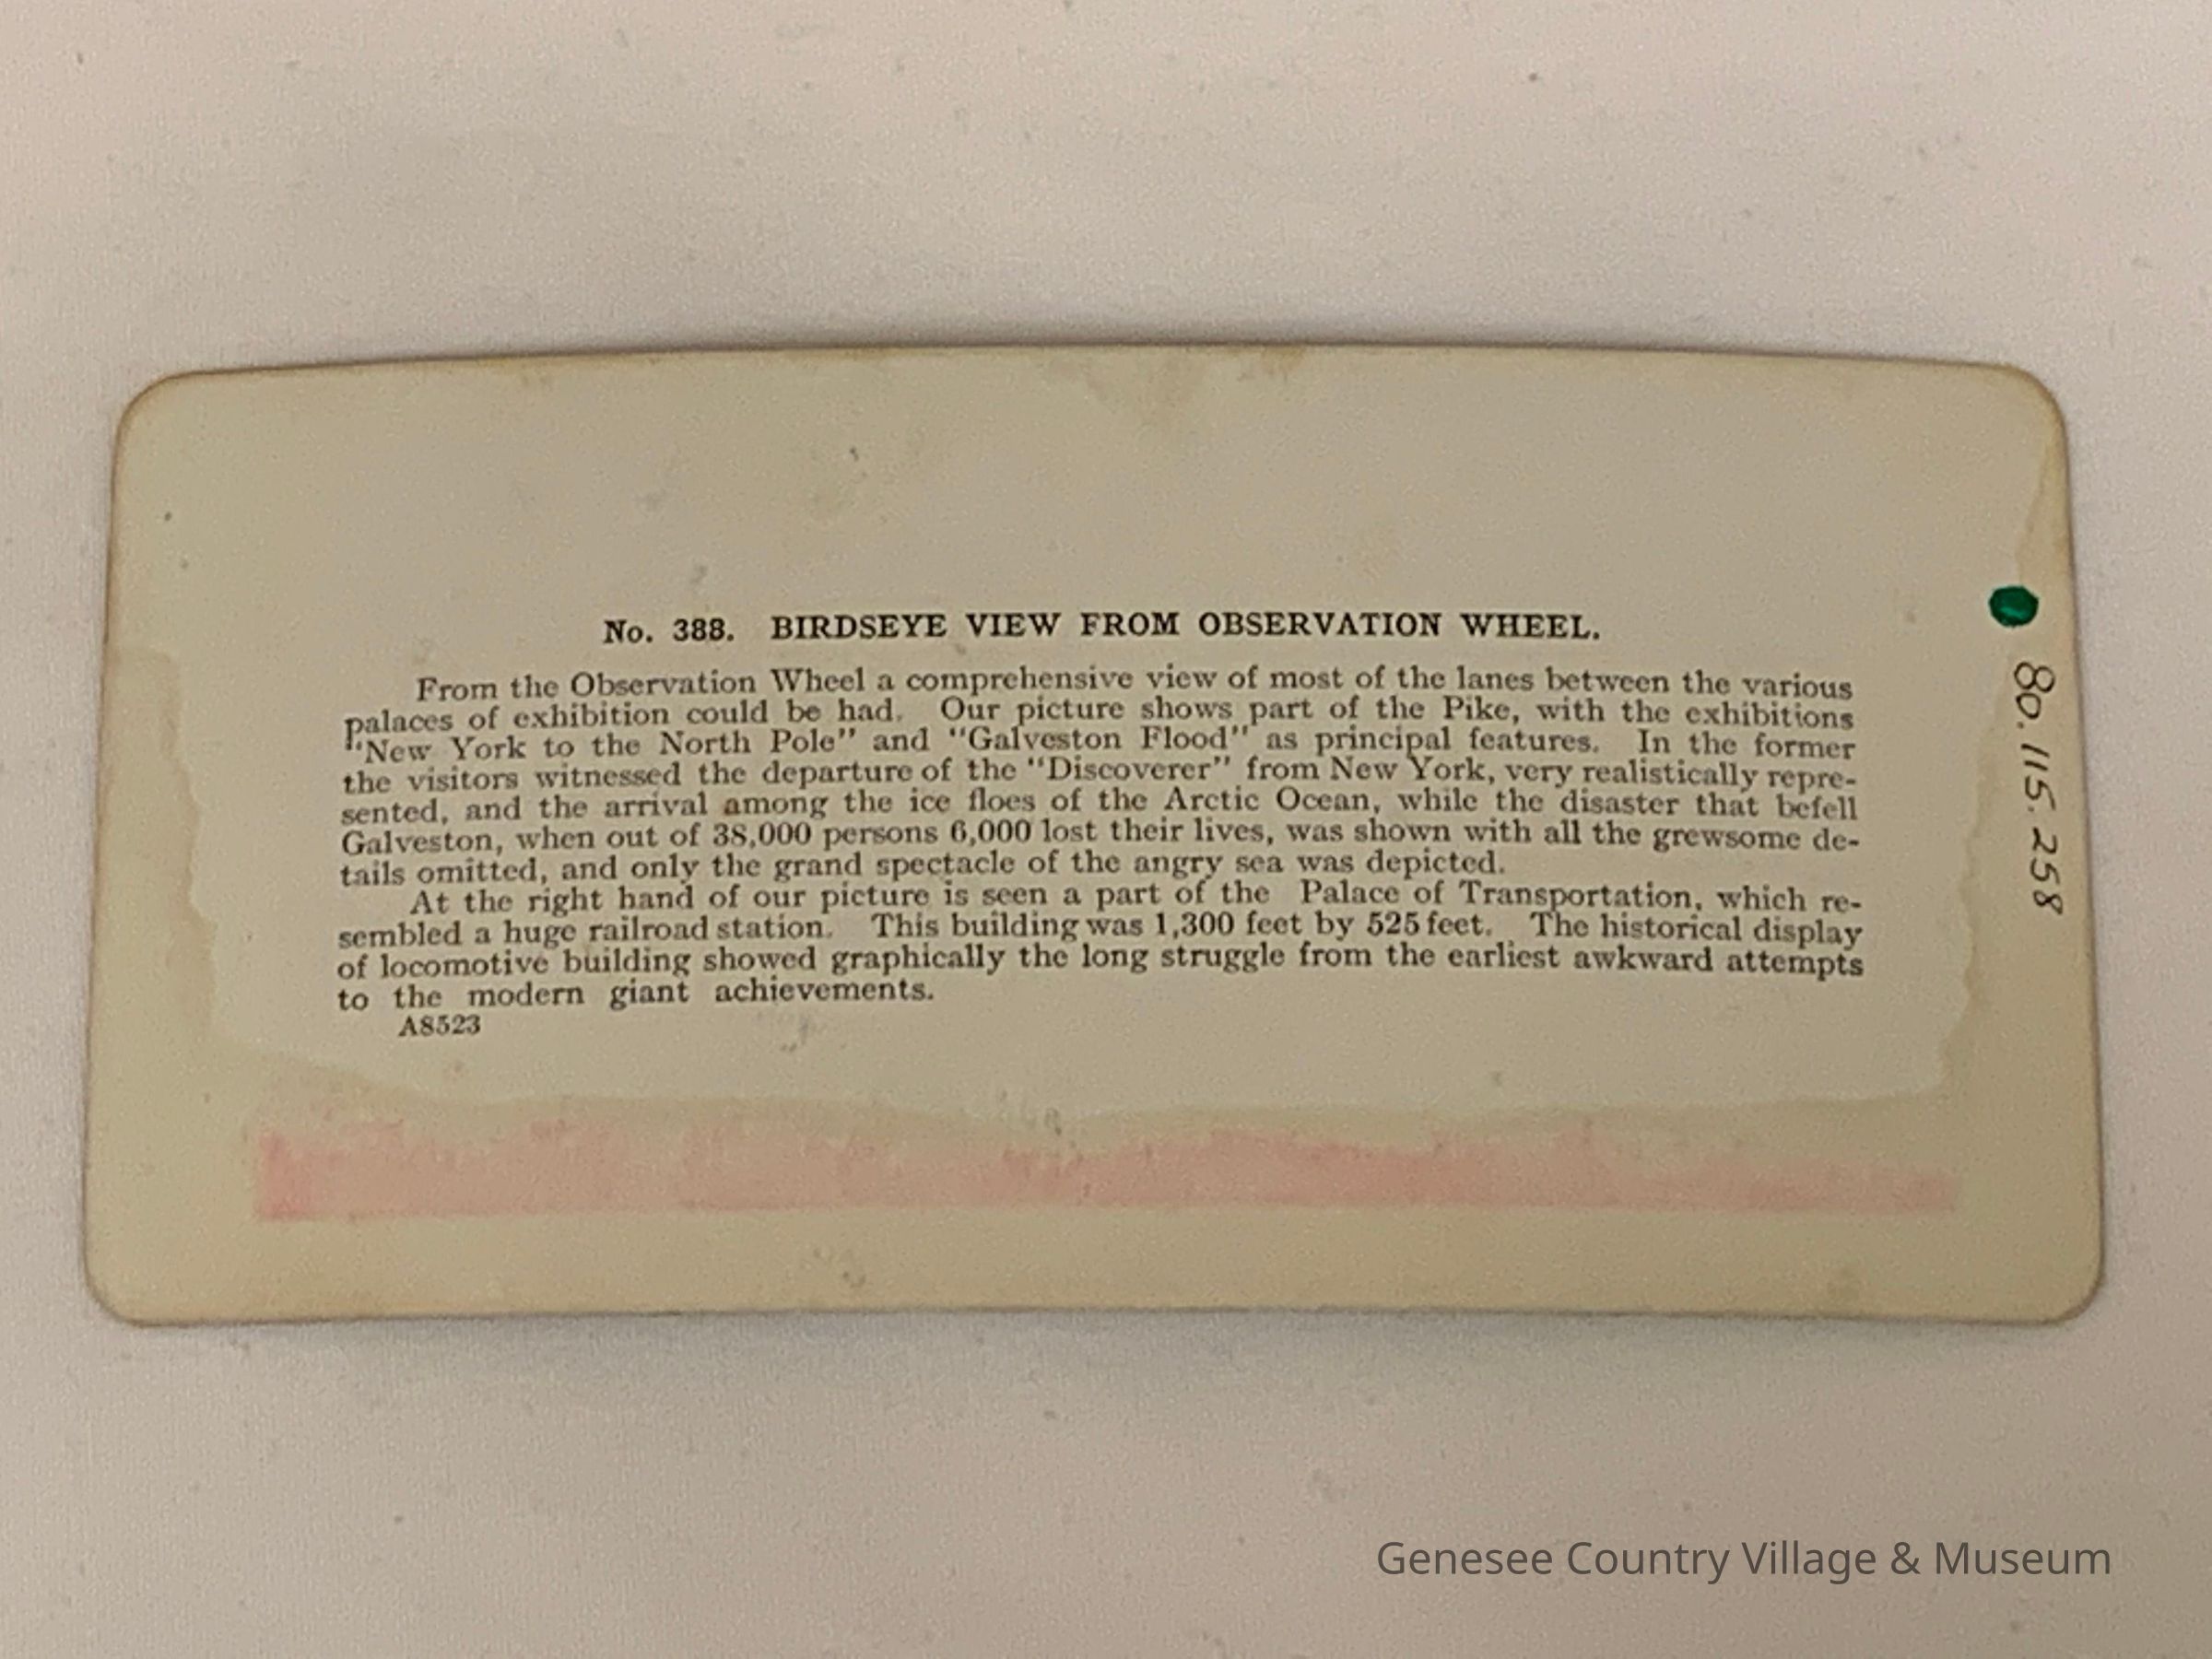 No. 388. BIRDSEYE VIEW FROM OBSERVATION WHEEL.
From the Observation Wheel a comprehensive view of most of the lanes between the various
palaces of exhibition could be had. Our picture shows part of the Pike, with the exhibitions
"New York to the North Pole" and "Galveston Flood" as principal features. In the former
the visitors witnessed the departure of the "Discoverer" from New York, very realistically repre-
sented, and the arrival among the ice floes of the Arctic Ocean, while the disaster that befell
Galveston, when out of 38,000 persons 6,000 lost their lives, was shown with all the grewsome de-
tails omitted, and only the grand spectacle of the angry sea was depicted.
At the right hand of our picture is seen a part of the Palace of Transportation, which re-
sembled a huge railroad station. This building was 1,300 feet by 525 feet. The historical display
of locomotive building showed graphically the long struggle from the earliest awkward attempts
to the modern giant achievements.
A8523
80.115.258
Genesee Country Village & Museum